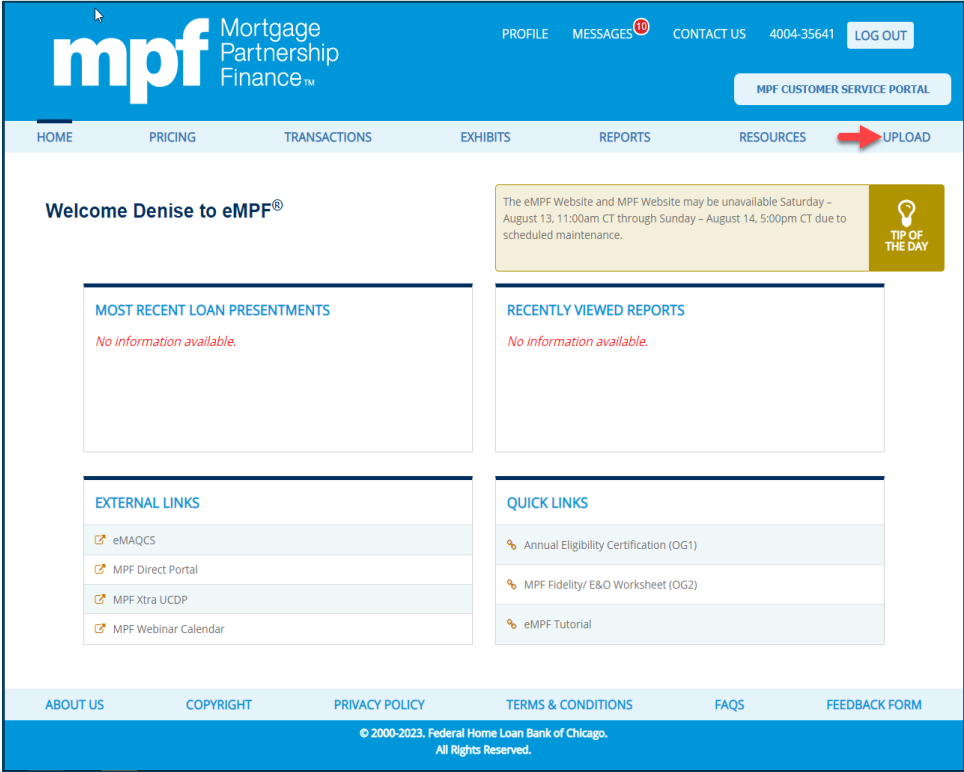 mpf Mortgage
Partnership
Finance™
PROFILE MESSAGES 10 CONTACT US 4004-35641 LOG OUT
MPF CUSTOMER SERVICE PORTAL
HOME PRICING TRANSACTIONS EXHIBITS REPORTS RESOURCES UPLOAD
Welcome Denise to eMPF®
The eMPF Website and MPF Website may be unavailable Saturday –
August 13, 11:00am CT through Sunday – August 14, 5:00pm CT due to
scheduled maintenance.
TIP OF
THE DAY
MOST RECENT LOAN PRESENTMENTS
No information available.
RECENTLY VIEWED REPORTS
No information available.
EXTERNAL LINKS
eMAQCS
MPF Direct Portal
MPF Xtra UCDP
MPF Webinar Calendar
QUICK LINKS
Annual Eligibility Certification (OG1)
MPF Fidelity/ E&O Worksheet (OG2)
eMPF Tutorial
ABOUT US COPYRIGHT PRIVACY POLICY TERMS & CONDITIONS FAQS FEEDBACK FORM
© 2000-2023. Federal Home Loan Bank of Chicago.
All Rights Reserved.